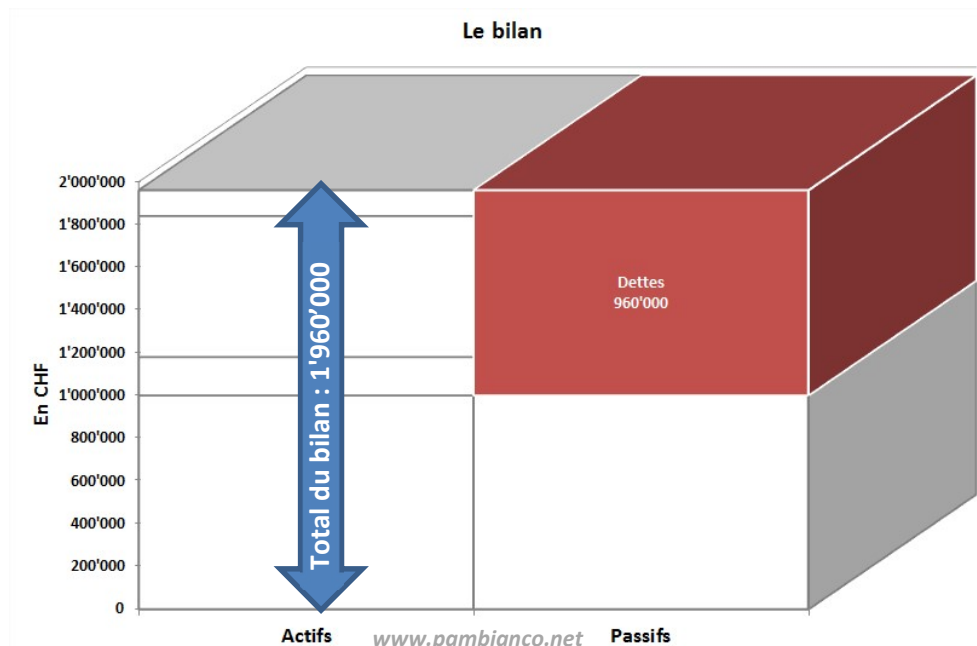 Le bilan
2'000'000
1'800'000
1'600'000
1'400'000
1'200'000
1'000'000
800'000
600'000
400'000
200'000
0
En CHF
Total du bilan : 1'960’000
Dettes
960'000
Actifs
Passifs
www.pambianco.net